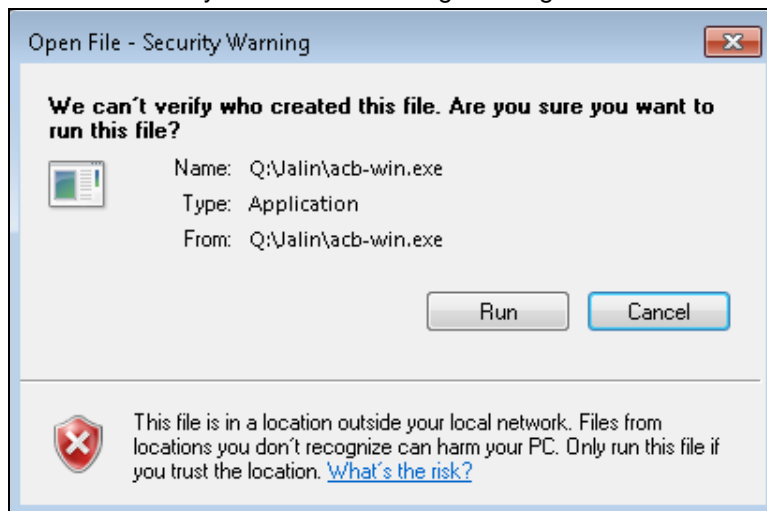 Open File - Security Warning
We can´t verify who created this file. Are you sure you want to
run this file?
Name: Q:\Jalin\acb-win.exe
Type: Application
From: Q:\Jalin\acb-win.exe
Run Cancel
This file is in a location outside your local network. Files from
locations you don´t recognize can harm your PC. Only run this file if
you trust the location. What´s the risk?